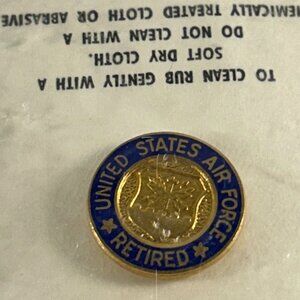 TO CLEAN RUB GENTLY WITH A
SOFT DRY CLOTH.
DO NOT CLEAN WITH A
EMICALLY TREATED CLOTH OR ABRASIVE
UNITED STATES AIR FORCE
RETIRED